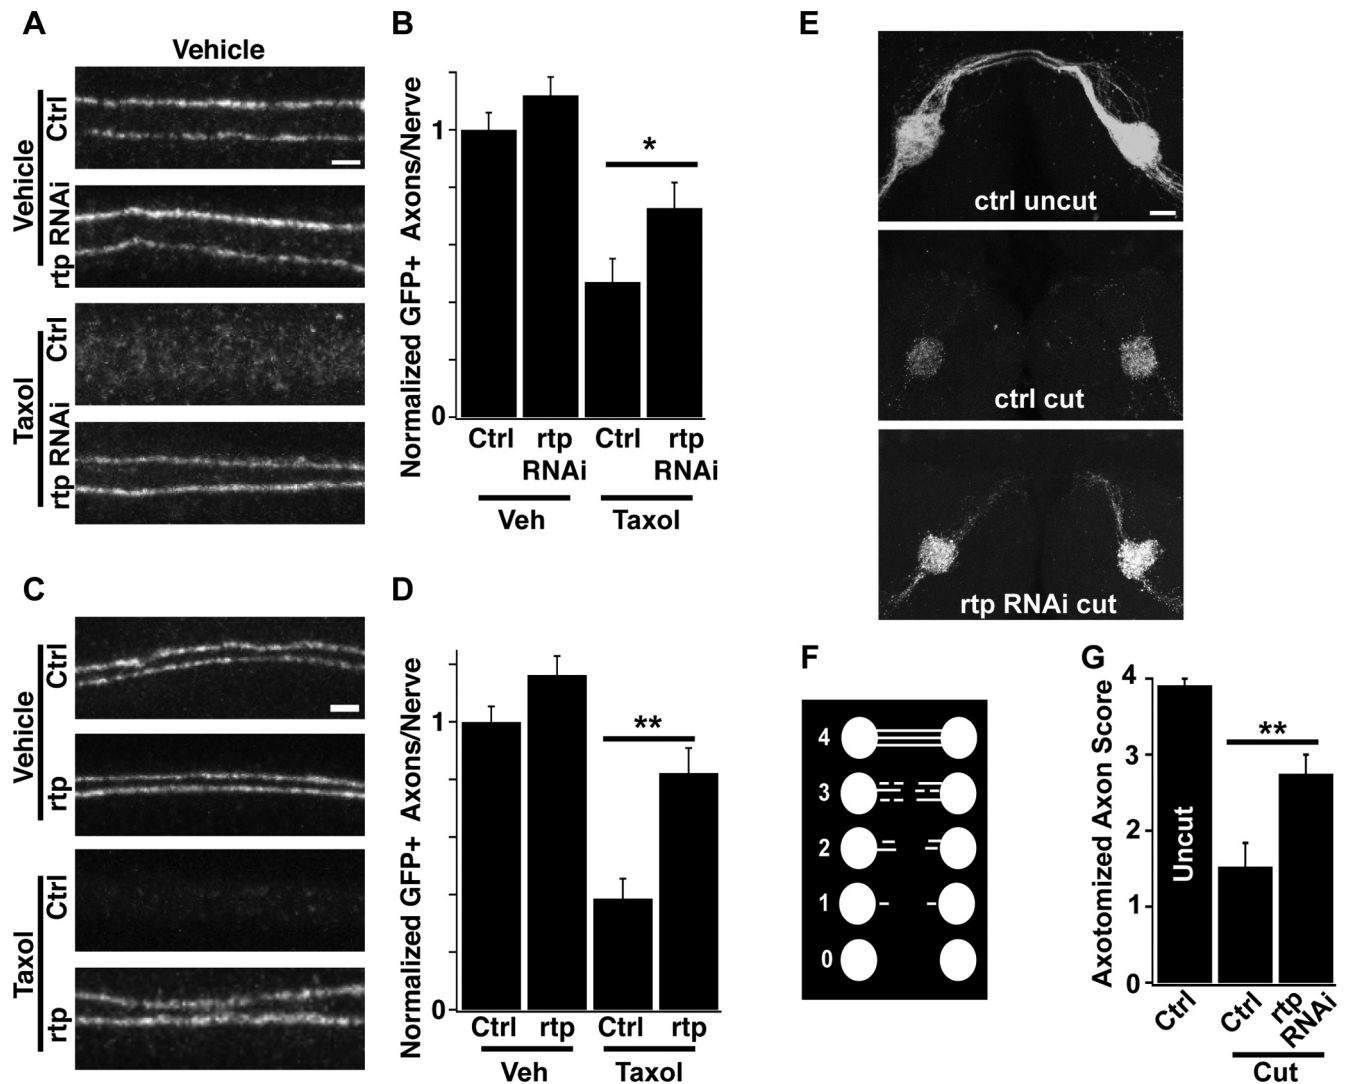 A
Vehicle
Vehicle
Ctrl
rtp RNAi
Taxol
Ctrl
rtp RNAi
B
Normalized GFP+ Axons/Nerve
1
0
*
Ctrl
rtp
RNAi
Ctrl
rtp
RNAi
Veh
Taxol
C
Vehicle
Ctrl
rtp
Taxol
Ctrl
rtp
D
Normalized GFP+ Axons/Nerve
1
0
**
Ctrl
rtp
Ctrl
rtp
Veh
Taxol
E
ctrl uncut
ctrl cut
rtp RNAi cut
F
4
3
2
1
0
G
Axotomized Axon Score
4
3
2
1
0
**
Uncut
Ctrl
Ctrl
rtp
RNAi
Cut